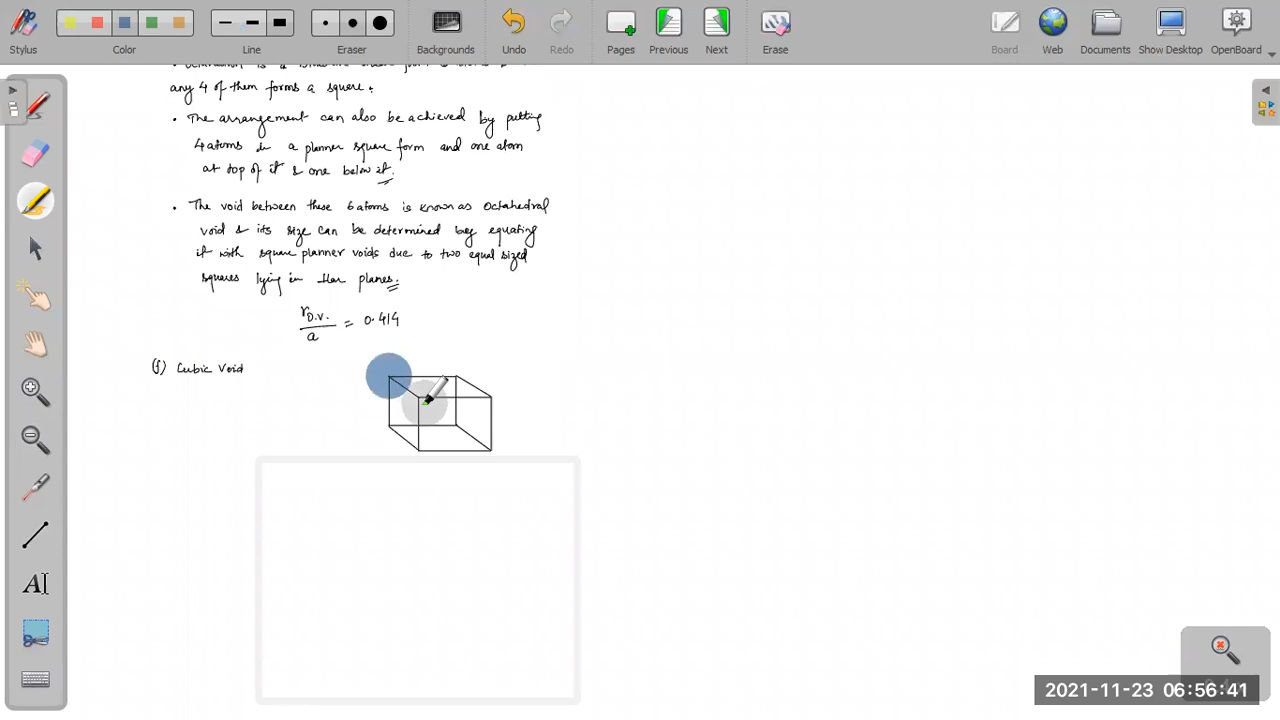 Stylus
Color
Line
Eraser
Backgrounds
Undo
Redo
Pages
Previous
Next
Erase
Board
Web
Documents
Show Desktop
OpenBoard
any 4 of them forms a square.
• The arrangement can also be achieved by putting
4 atoms in a planner square form and one atom
at top of it & one below it.
• The void between these 6 atoms is known as octahedral
void & its size can be determined by equating
it with square planner voids due to two equal sized
squares lying in planes.
r O.V. / a = 0.414
(f) Cubic Void
2021-11-23 06:56:41